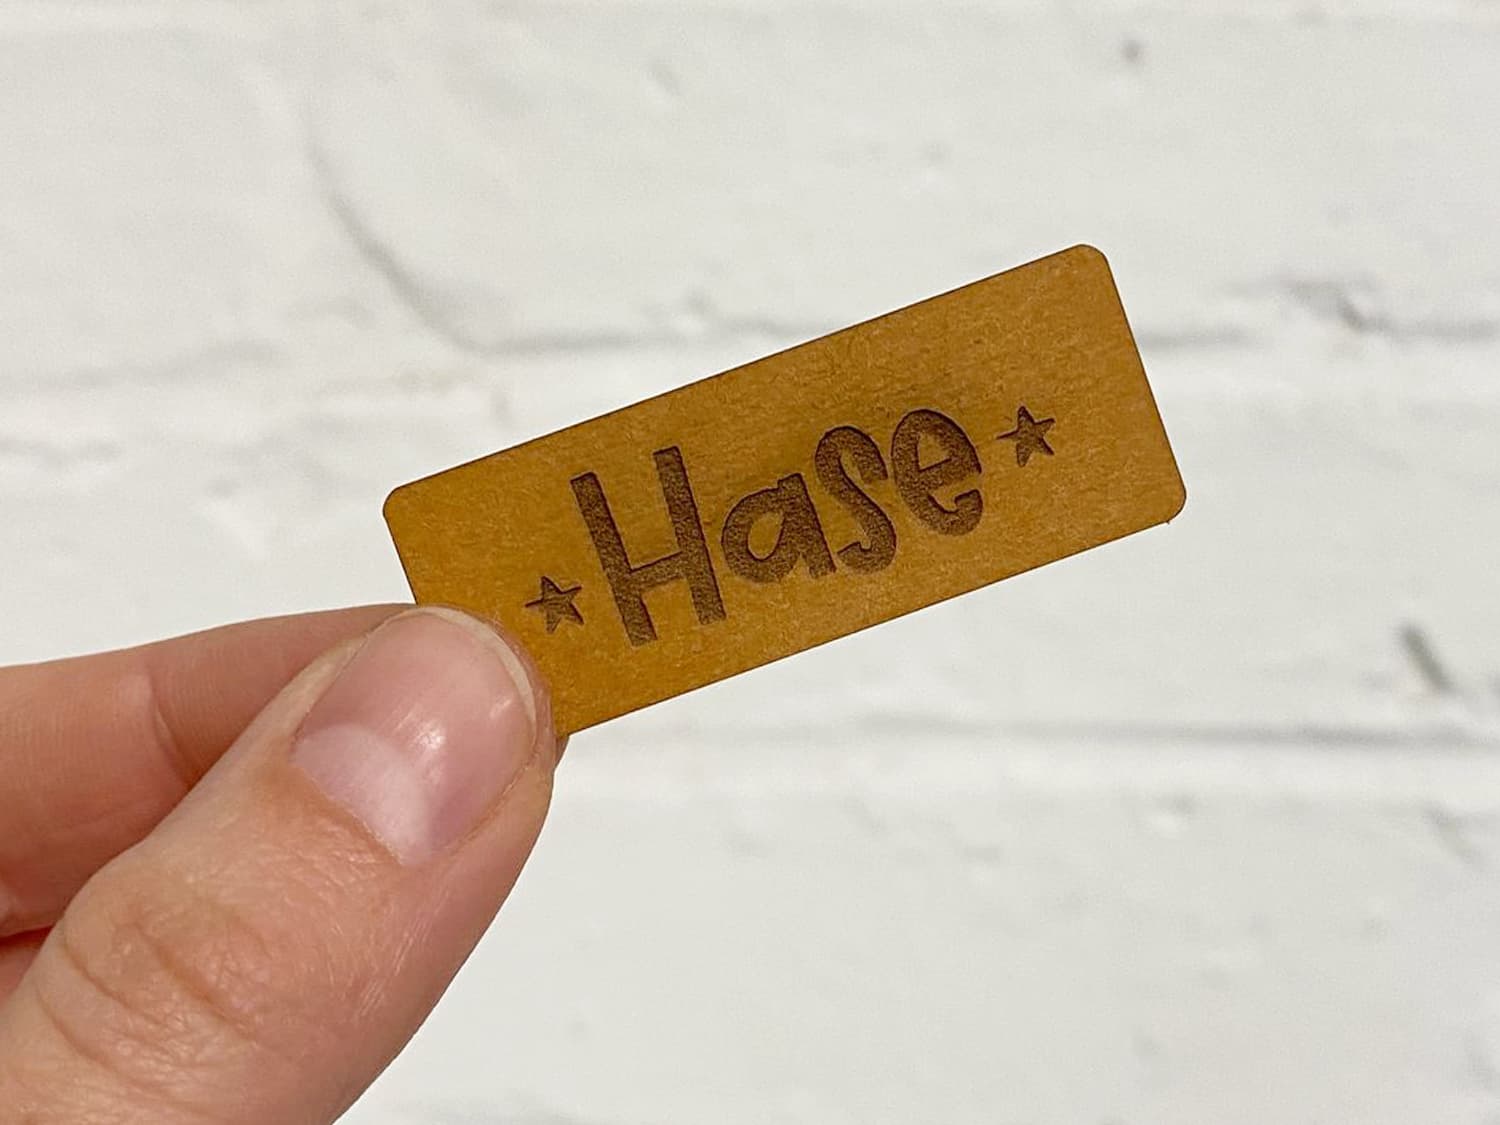 ★ Hase ★